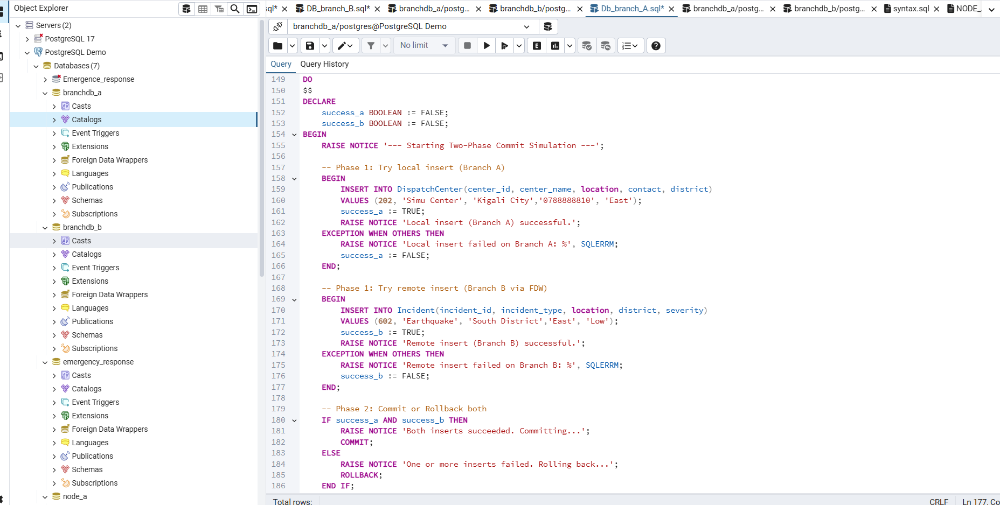 Object Explorer
sql*
DB_branch_B.sql*
branchdb_a/postg...
branchdb_b/postg...
Db_branch_A.sql*
branchdb_a/postg...
branchdb_b/postg...
syntax.sql
NODE_
Servers (2)
PostgreSQL 17
PostgreSQL Demo
Databases (7)
Emergence_response
branchdb_a
Casts
Catalogs
Event Triggers
Extensions
Foreign Data Wrappers
Languages
Publications
Schemas
Subscriptions
branchdb_b
Casts
Catalogs
Event Triggers
Extensions
Foreign Data Wrappers
Languages
Publications
Schemas
Subscriptions
emergency_response
Casts
Catalogs
Event Triggers
Extensions
Foreign Data Wrappers
Languages
Publications
Schemas
Subscriptions
node_a
branchdb_a/postgres@PostgreSQL Demo
No limit
E
Query Query History
149 DO
150 $$
151 DECLARE
152 success_a BOOLEAN := FALSE;
153 success_b BOOLEAN := FALSE;
154 BEGIN
155 RAISE NOTICE '--- Starting Two-Phase Commit Simulation ---';
156
157 -- Phase 1: Try local insert (Branch A)
158 BEGIN
159 INSERT INTO DispatchCenter(center_id, center_name, location, contact, district)
160 VALUES (202, 'Simu Center', 'Kigali City','0788888810', 'East');
161 success_a := TRUE;
162 RAISE NOTICE 'Local insert (Branch A) successful.';
163 EXCEPTION WHEN OTHERS THEN
164 RAISE NOTICE 'Local insert failed on Branch A: %', SQLERRM;
165 success_a := FALSE;
166 END;
167
168 -- Phase 1: Try remote insert (Branch B via FDW)
169 BEGIN
170 INSERT INTO Incident(incident_id, incident_type, location, district, severity)
171 VALUES (602, 'Earthquake', 'South District','East', 'Low');
172 success_b := TRUE;
173 RAISE NOTICE 'Remote insert (Branch B) successful.';
174 EXCEPTION WHEN OTHERS THEN
175 RAISE NOTICE 'Remote insert failed on Branch B: %', SQLERRM;
176 success_b := FALSE;
177 END;
178
179 -- Phase 2: Commit or Rollback both
180 IF success_a AND success_b THEN
181 RAISE NOTICE 'Both inserts succeeded. Committing...';
182 COMMIT;
183 ELSE
184 RAISE NOTICE 'One or more inserts failed. Rolling back...';
185 ROLLBACK;
186 END IF;
Total rows:
CRLF
Ln 177, Co